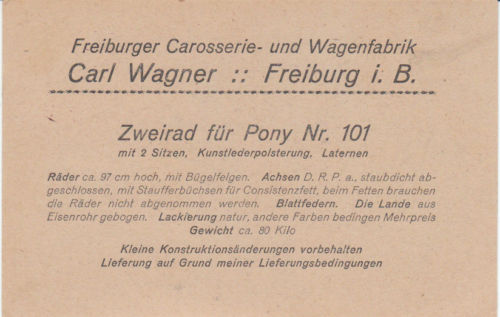 Freiburger Carosserie- und Wagenfabrik
Carl Wagner :: Freiburg i. B.
Zweirad für Pony Nr. 101
mit 2 Sitzen, Kunstlederpolsterung, Laternen
Räder ca. 97 cm hoch, mit Bügelfelgen. Achsen D. R. P. a., staubdicht ab-
geschlossen, mit Staufferbüchsen für Consistenzfett, beim Fetten brauchen
die Räder nicht abgenommen werden. Blattfedern. Die Lande aus
Eisenrohr gebogen. Lackierung natur, andere Farben bedingen Mehrpreis
Gewicht ca. 80 Kilo
Kleine Konstruktionsänderungen vorbehalten
Lieferung auf Grund meiner Lieferungsbedingungen